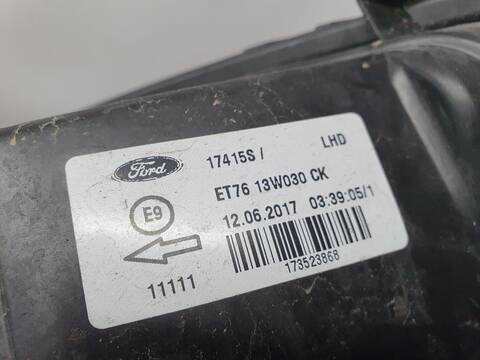 Ford 17415S / LHD
ET76 13W030 CK
E9 12.06.2017 03:39:05/1
11111 173523868